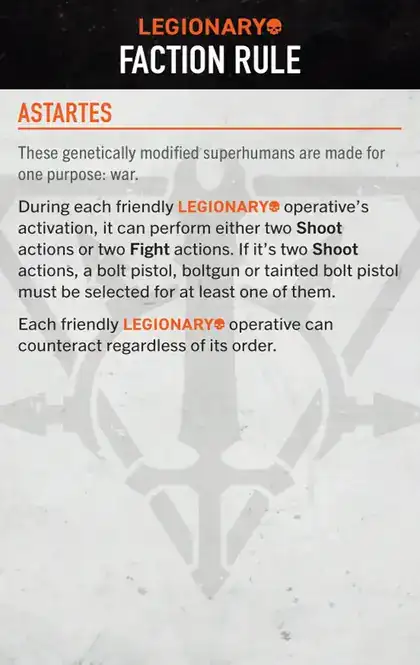 LEGIONARY
FACTION RULE
ASTARTES
These genetically modified superhumans are made for
one purpose: war.
During each friendly LEGIONARY operative's
activation, it can perform either two Shoot
actions or two Fight actions. If it's two Shoot
actions, a bolt pistol, boltgun or tainted bolt pistol
must be selected for at least one of them.
Each friendly LEGIONARY operative can
counteract regardless of its order.